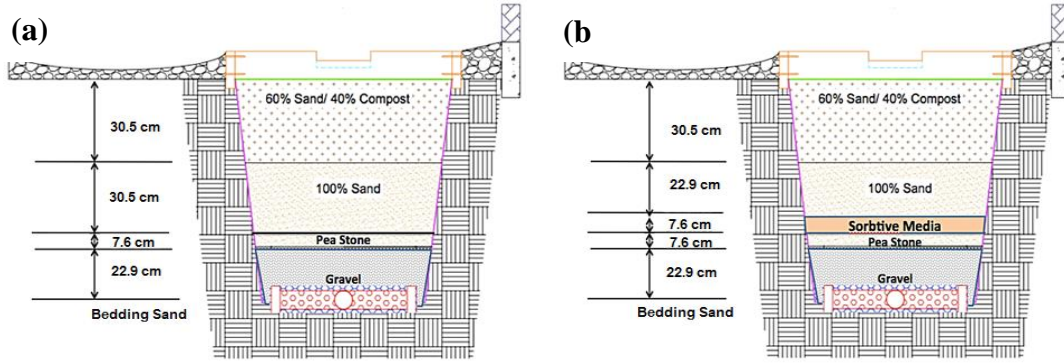 (a)
60% Sand/ 40% Compost
30.5 cm
100% Sand
30.5 cm
Pea Stone
7.6 cm
22.9 cm
Gravel
Bedding Sand
(b
60% Sand/ 40% Compost
30.5 cm
22.9 cm
100% Sand
7.6 cm
Sorbtive Media
7.6 cm
Pea Stone
22.9 cm
Gravel
Bedding Sand